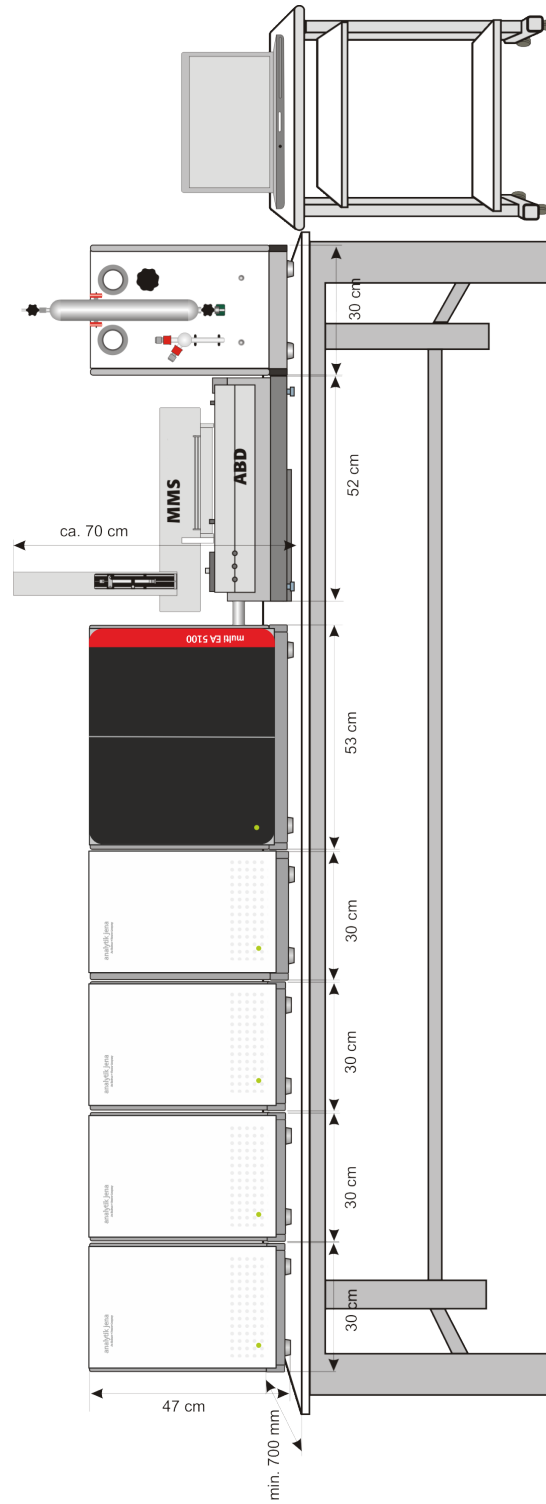 ca. 70 cm
analytik jena
analytik jena
analytik jena
analytik jena
MMS
multi EA 5100
ABD
47 cm
min. 700 mm
30 cm
30 cm
30 cm
30 cm
53 cm
52 cm
30 cm